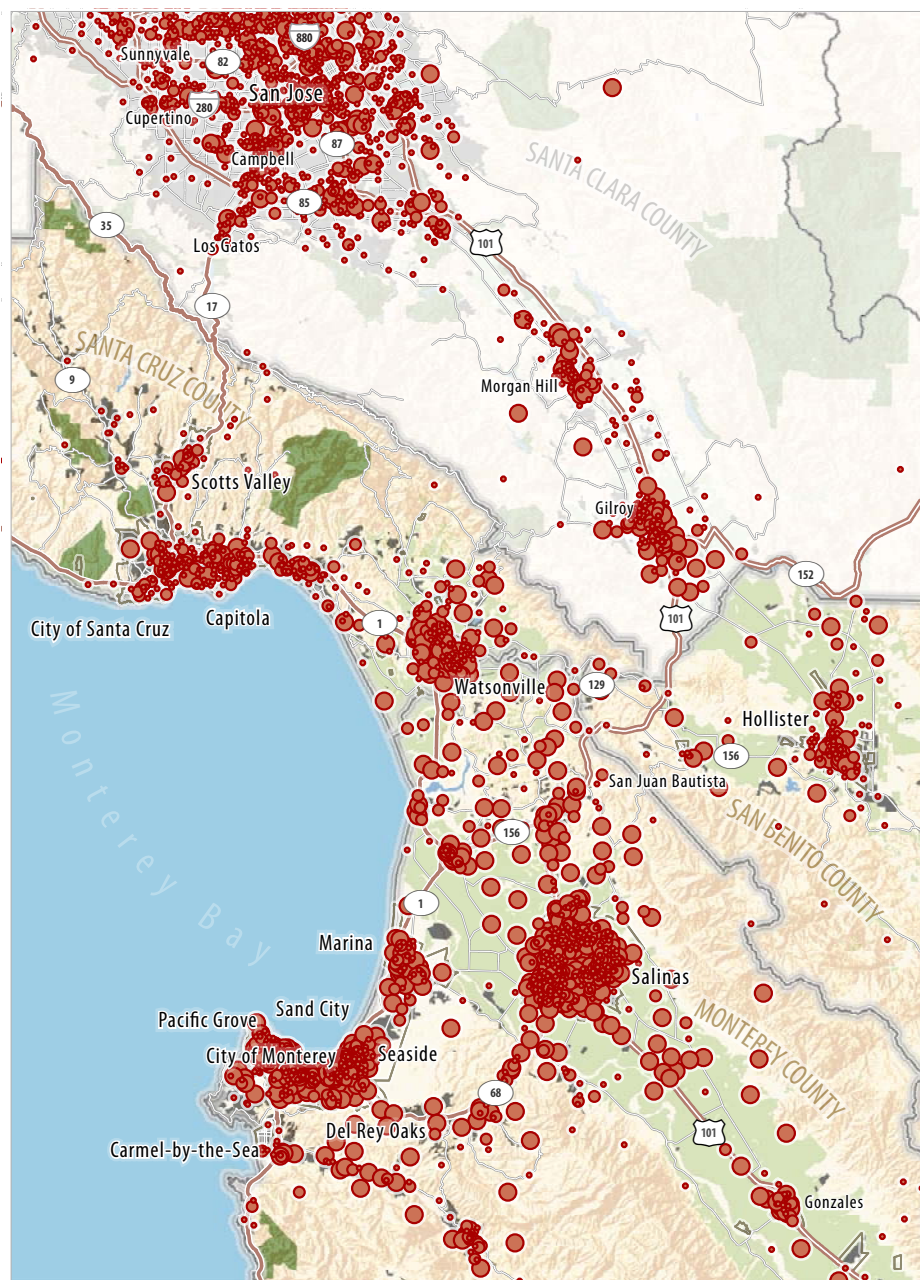 880
Sunnyvale
82
San Jose
280
Cupertino
87
Campbell
SANTA CLARA COUNTY
85
35
Los Gatos
101
17
SANTA CRUZ COUNTY
9
Morgan Hill
Scotts Valley
Gilroy
152
City of Santa Cruz
Capitola
1
101
Watsonville
129
Monterey Bay
Hollister
156
San Juan Bautista
156
SAN BENITO COUNTY
1
Marina
Salinas
Sand City
Pacific Grove
City of Monterey
Seaside
MONTEREY COUNTY
68
Del Rey Oaks
101
Carmel-by-the-Sea
Gonzales